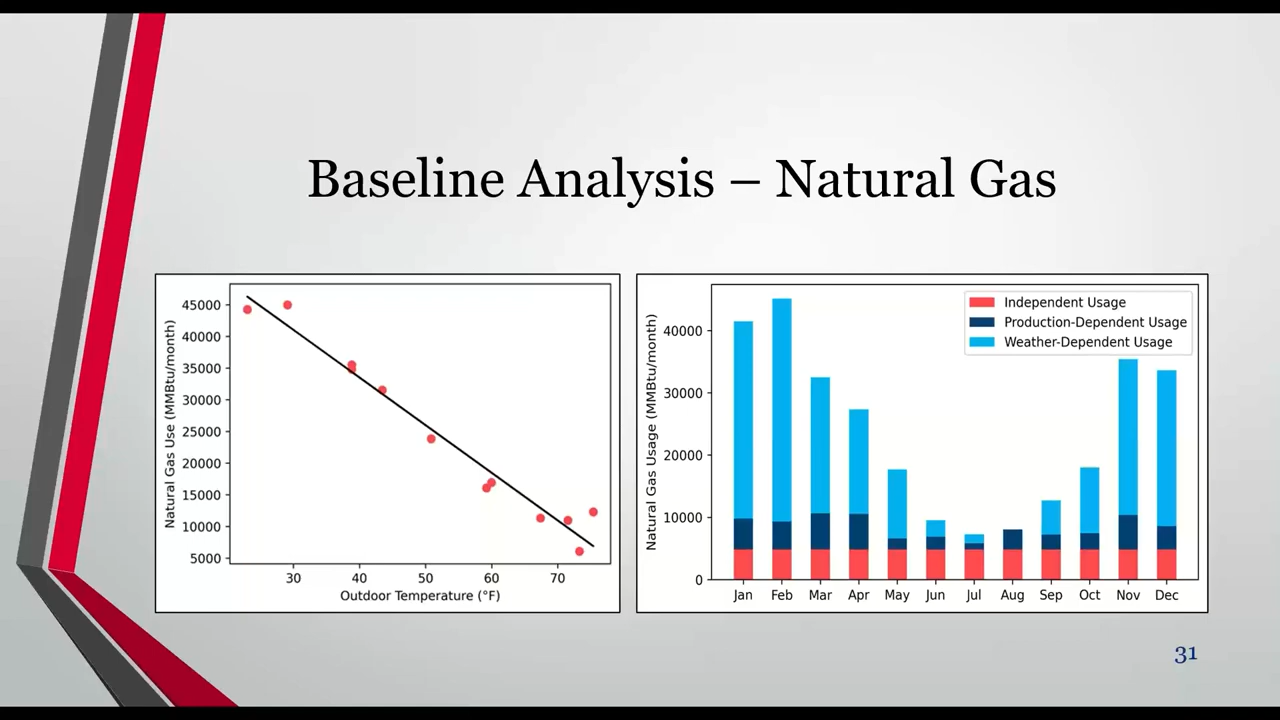 Baseline Analysis – Natural Gas
Natural Gas Use (MMBtu/month)
45000
40000
35000
30000
25000
20000
15000
10000
5000
30 40 50 60 70
Outdoor Temperature (°F)
Natural Gas Usage (MMBtu/month)
40000
30000
20000
10000
0
Independent Usage
Production-Dependent Usage
Weather-Dependent Usage
Jan Feb Mar Apr May Jun Jul Aug Sep Oct Nov Dec
31